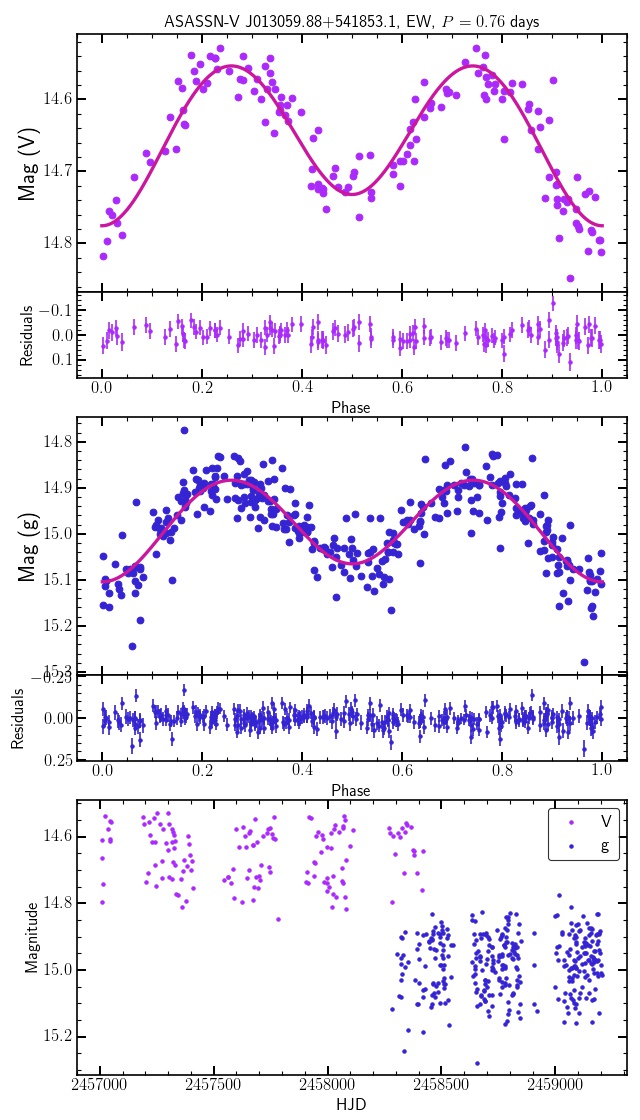 ASASSN-V J013059.88+541853.1, EW, P = 0.76 days
14.6
14.7
14.8
Mag (V)
−0.1
0.0
0.1
Residuals
0.0 0.2 0.4 0.6 0.8 1.0
Phase
14.8
14.9
15.0
15.1
15.2
15.3
Mag (g)
−0.25
0.00
0.25
Residuals
0.0 0.2 0.4 0.6 0.8 1.0
Phase
V
g
14.6
14.8
15.0
15.2
Magnitude
2457000 2457500 2458000 2458500 2459000
HJD